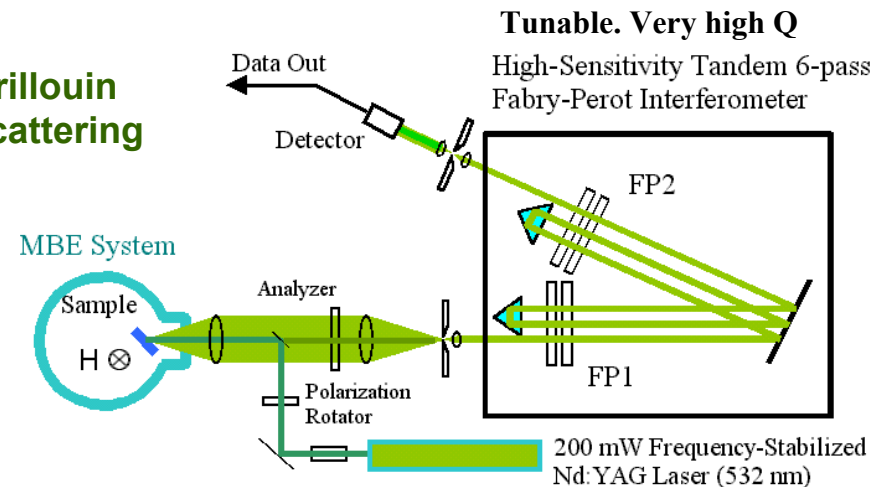 Tunable. Very high Q
High-Sensitivity Tandem 6-pass
Fabry-Perot Interferometer
rillouin
cattering
Data Out
Detector
FP2
MBE System
Sample
Analyzer
H ⊗
FP1
Polarization
Rotator
200 mW Frequency-Stabilized
Nd:YAG Laser (532 nm)